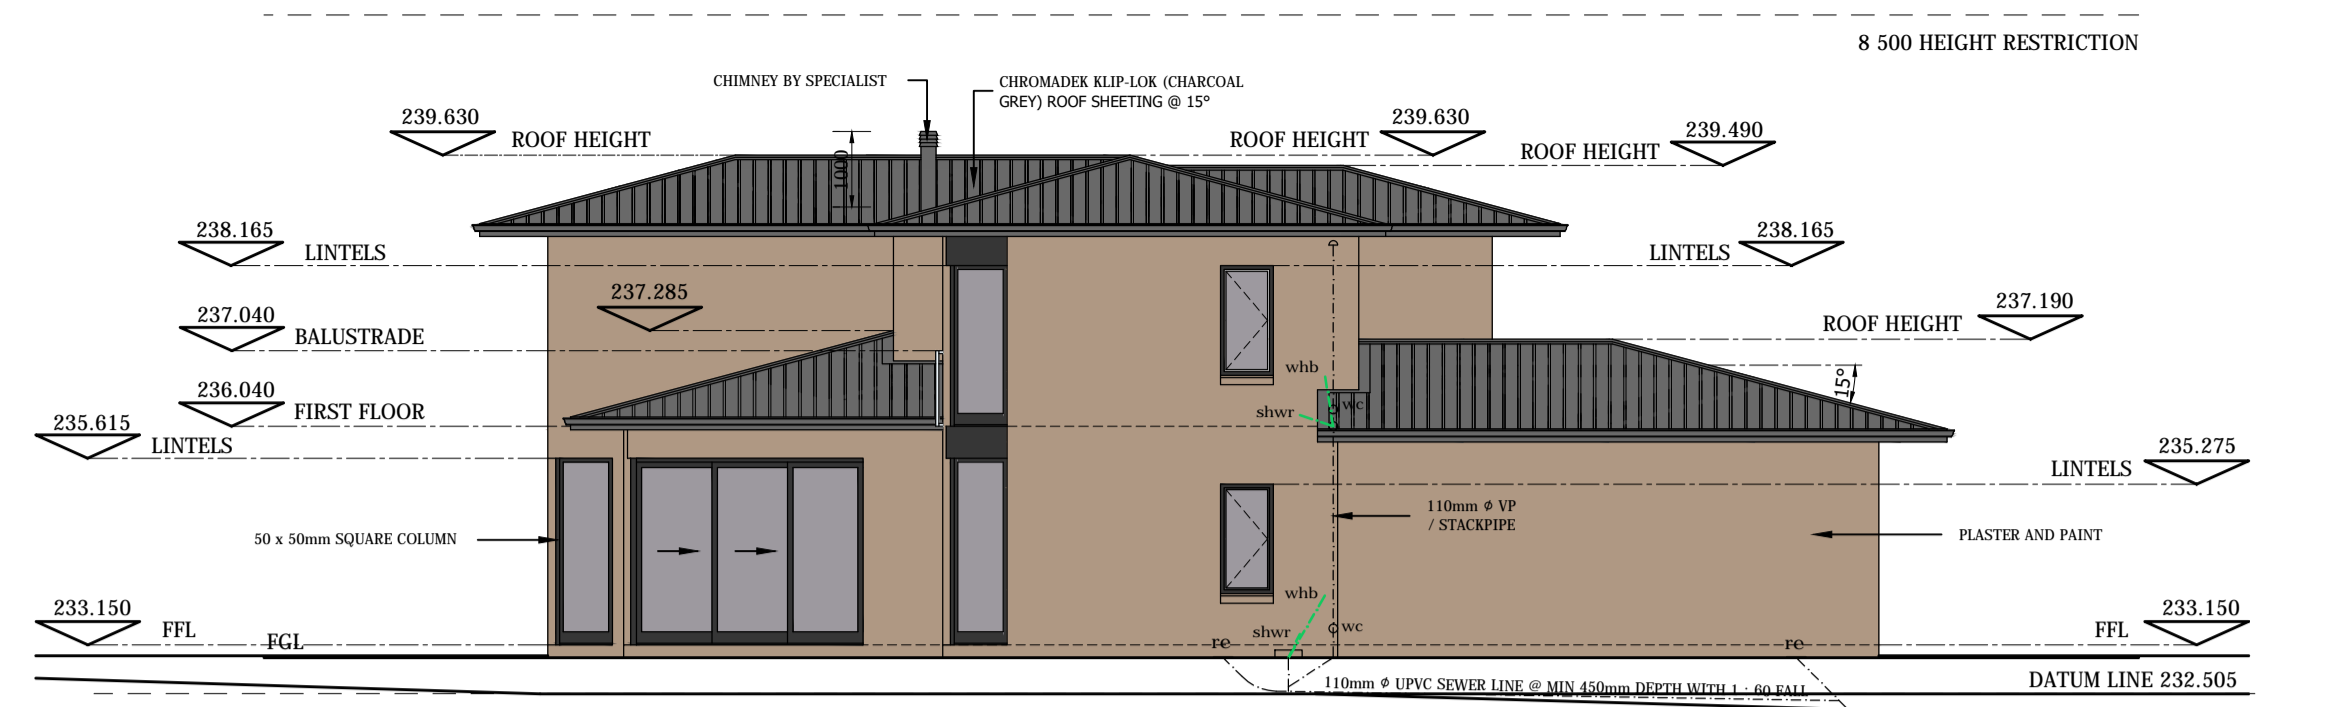 8 500 HEIGHT RESTRICTION
CHIMNEY BY SPECIALIST
CHROMADEK KLIP-LOK (CHARCOAL
GREY) ROOF SHEETING @ 15°
239.630
ROOF HEIGHT
239.630
ROOF HEIGHT
239.490
ROOF HEIGHT
1000
238.165
LINTELS
238.165
LINTELS
237.285
237.040
BALUSTRADE
237.190
ROOF HEIGHT
236.040
FIRST FLOOR
15°
whb
shwr
wc
235.615
LINTELS
235.275
LINTELS
50 x 50mm SQUARE COLUMN
110mm ⌀ VP
/ STACKPIPE
PLASTER AND PAINT
233.150
FFL
FGL
whb
shwr
wc
re
re
233.150
FFL
110mm ⌀ UPVC SEWER LINE @ MIN 450mm DEPTH WITH 1 : 60 FALL
DATUM LINE 232.505